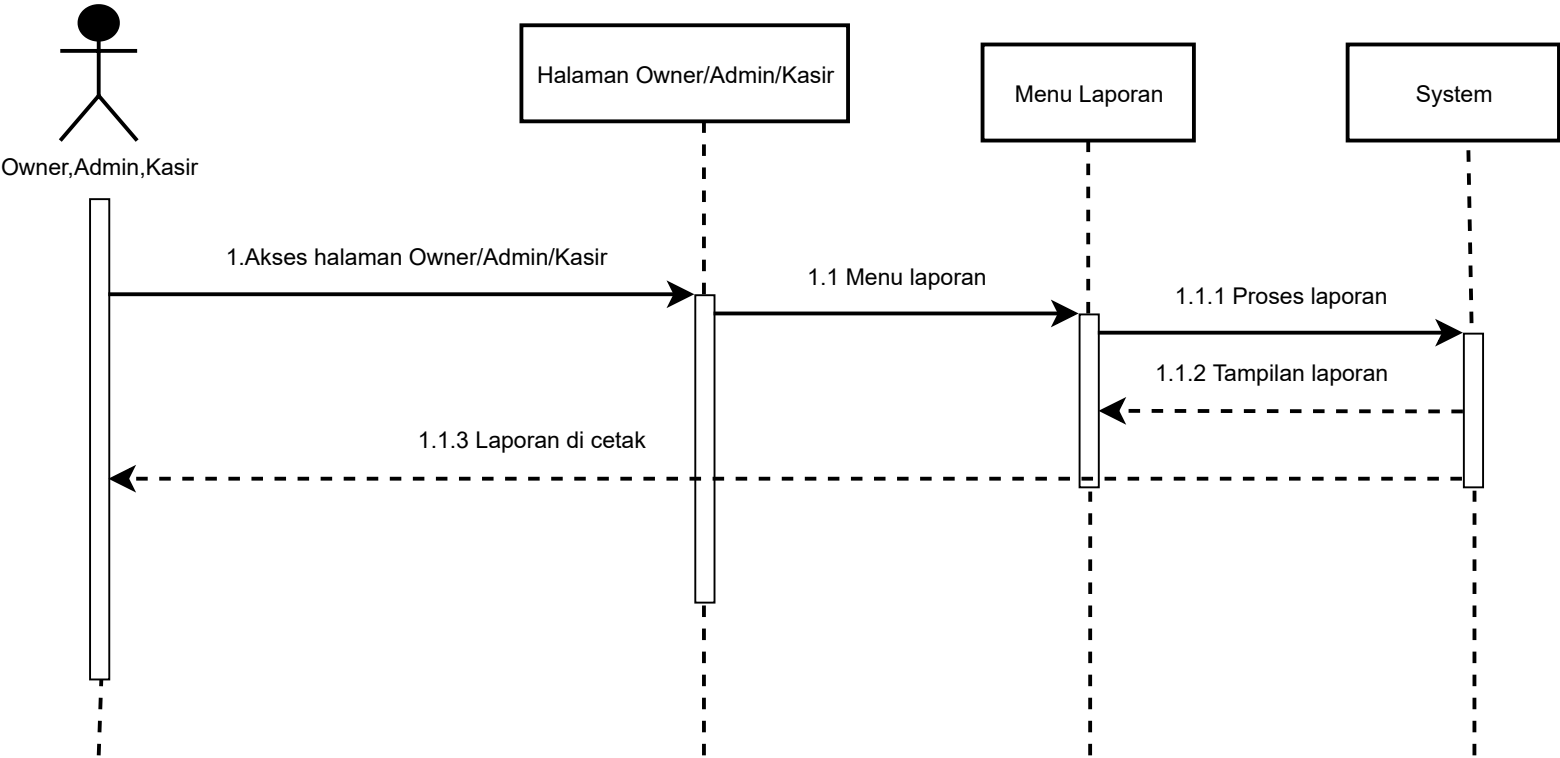 Halaman Owner/Admin/Kasir
Menu Laporan
System
Owner,Admin,Kasir
1.Akses halaman Owner/Admin/Kasir
1.1 Menu laporan
1.1.1 Proses laporan
1.1.2 Tampilan laporan
1.1.3 Laporan di cetak